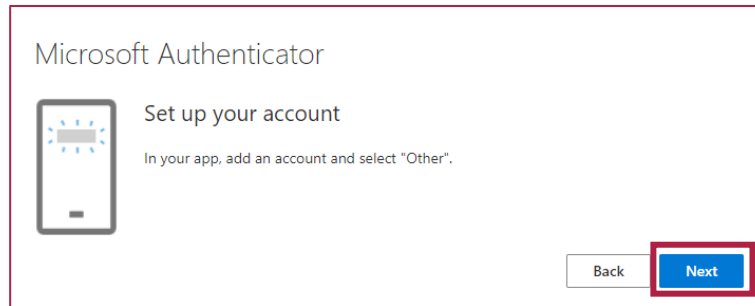 Microsoft Authenticator
Set up your account
In your app, add an account and select "Other".
Back
Next